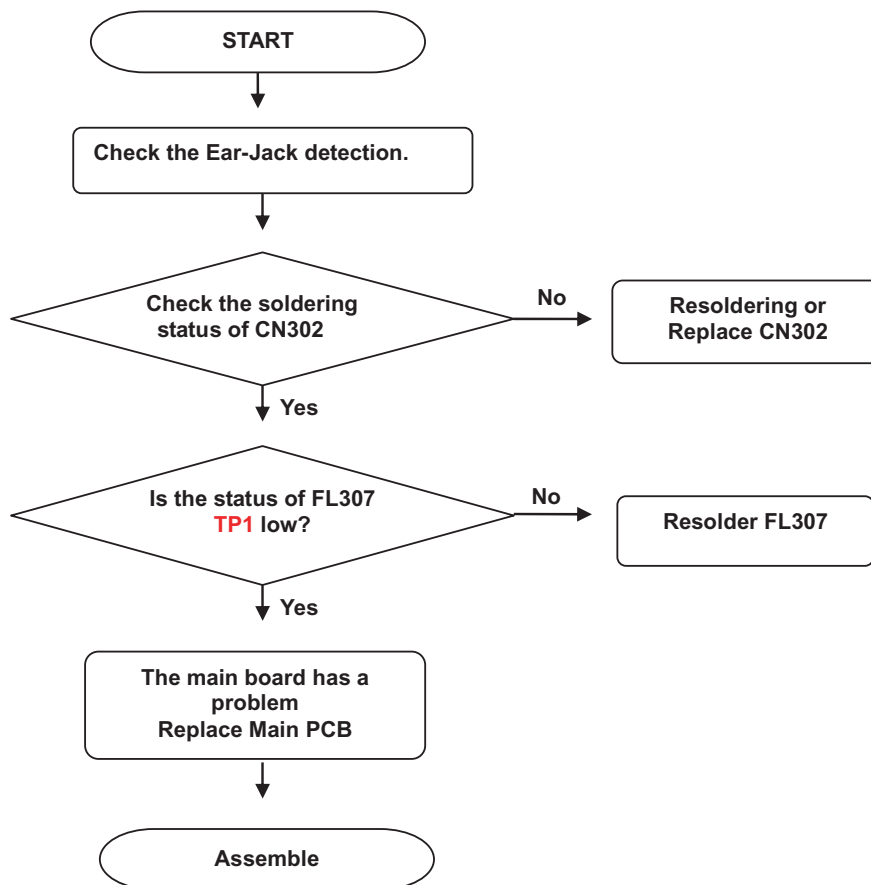 START
Check the Ear-Jack detection.
Check the soldering
status of CN302
No
Resoldering or
Replace CN302
Yes
Is the status of FL307
TP1 low?
No
Resolder FL307
Yes
The main board has a
problem
Replace Main PCB
Assemble